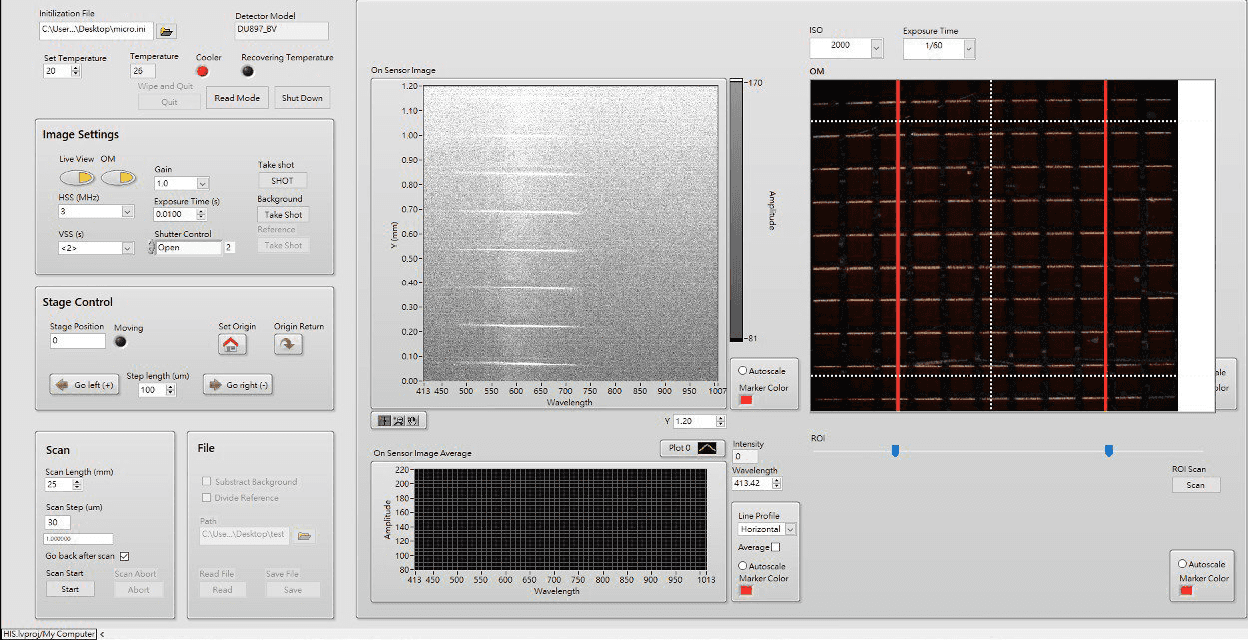 Initilization File
C:\User...\Desktop\micro.ini
Detector Model
DU897_BV
Set Temperature
20
Temperature
26
Cooler
Recovering Temperature
Wipe and Quit
Quit
Read Mode
Shut Down
Image Settings
Live View
OM
Gain
1.0
Take shot
SHOT
HSS (MHz)
3
Exposure Time (s)
0.0100
Background
Take Shot
VSS (s)
<2>
Shutter Control
Open
2
Reference
Take Shot
Stage Control
Stage Position
0
Moving
Set Origin
Origin Return
Go left (+)
Step length (um)
100
Go right (-)
Scan
Scan Length (mm)
25
Scan Step (um)
30
1.000000
Go back after scan
Scan Start
Start
Scan Abort
Abort
File
Substract Background
Divide Reference
Path
C:\Use...\Desktop\test
Read File
Read
Save File
Save
HIS.lvproj/My Computer
<
On Sensor Image
1.20
1.10
1.00
0.90
0.80
0.70
0.60
0.50
0.40
0.30
0.20
0.10
0.00
Y (mm)
413 450 500 550 600 650 700 750 800 850 900 950 1007
Wavelength
170
81
Amplitude
Autoscale
Marker Color
Y
1.20
Plot 0
On Sensor Image Average
220
200
180
160
140
120
100
80
Amplitude
413 450 500 550 600 650 700 750 800 850 900 950 1013
Wavelength
Intensity
0
Wavelength
413.42
Line Profile
Horizontal
Average
Autoscale
Marker Color
ISO
2000
Exposure Time
1/60
OM
ROI
ROI Scan
Scan
Autoscale
Marker Color